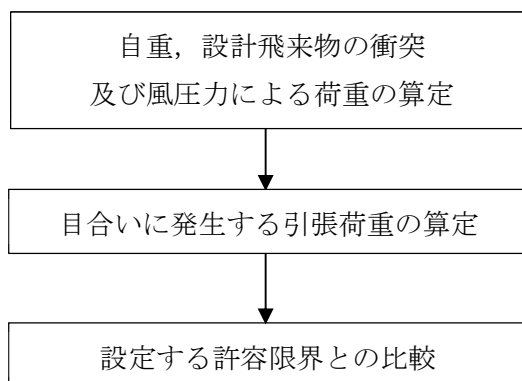 自重，設計飛来物の衝突
及び風圧力による荷重の算定
目合いに発生する引張荷重の算定
設定する許容限界との比較